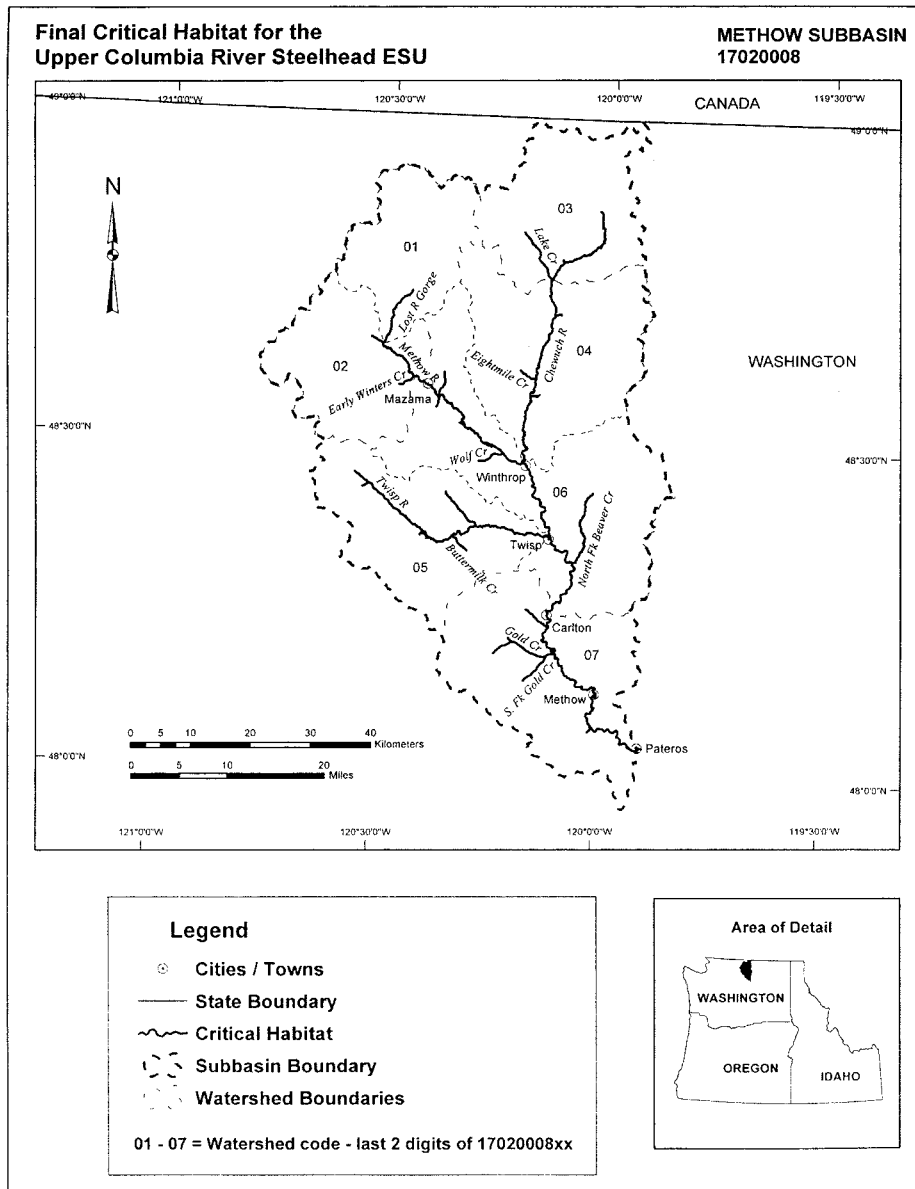 Final Critical Habitat for the
Upper Columbia River Steelhead ESU
METHOW SUBBASIN
17020008
49°0'0"N
121°0'0"W
120°30'0"W
120°0'0"W
119°30'0"W
CANADA
49°0'0"N
N
03
01
Lake Cr
Lost R Gorge
04
Chewuch R
Methow R
Eightmile Cr
02
WASHINGTON
Early Winters Cr
Mazama
48°30'0"N
48°30'0"N
Wolf Cr
Winthrop
06
Twisp R
North Fk Beaver Cr
Twisp
Buttermilk Cr
05
Carlton
Gold Cr
07
S. Fk Gold Cr
Methow
0 5 10 20 30 40
Kilometers
Pateros
48°0'0"N
0 5 10 20
Miles
48°0'0"N
121°0'0"W
120°30'0"W
120°0'0"W
119°30'0"W
Legend
Cities / Towns
State Boundary
Critical Habitat
Subbasin Boundary
Watershed Boundaries
01 - 07 = Watershed code - last 2 digits of 17020008xx
Area of Detail
WASHINGTON
OREGON
IDAHO